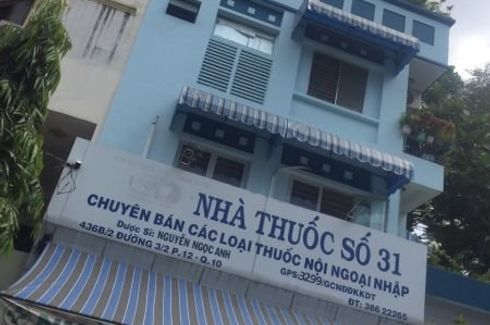 NHÀ THUỐC SỐ 31
CHUYÊN BÁN CÁC LOẠI THUỐC NỘI NGOẠI NHẬP
Dược Sĩ: NGUYỄN NGỌC ANH
GPS:3299/GCNDĐKKDT
436B/2 ĐƯỜNG 3/2 P.12 - Q.10
ĐT: 386 22265